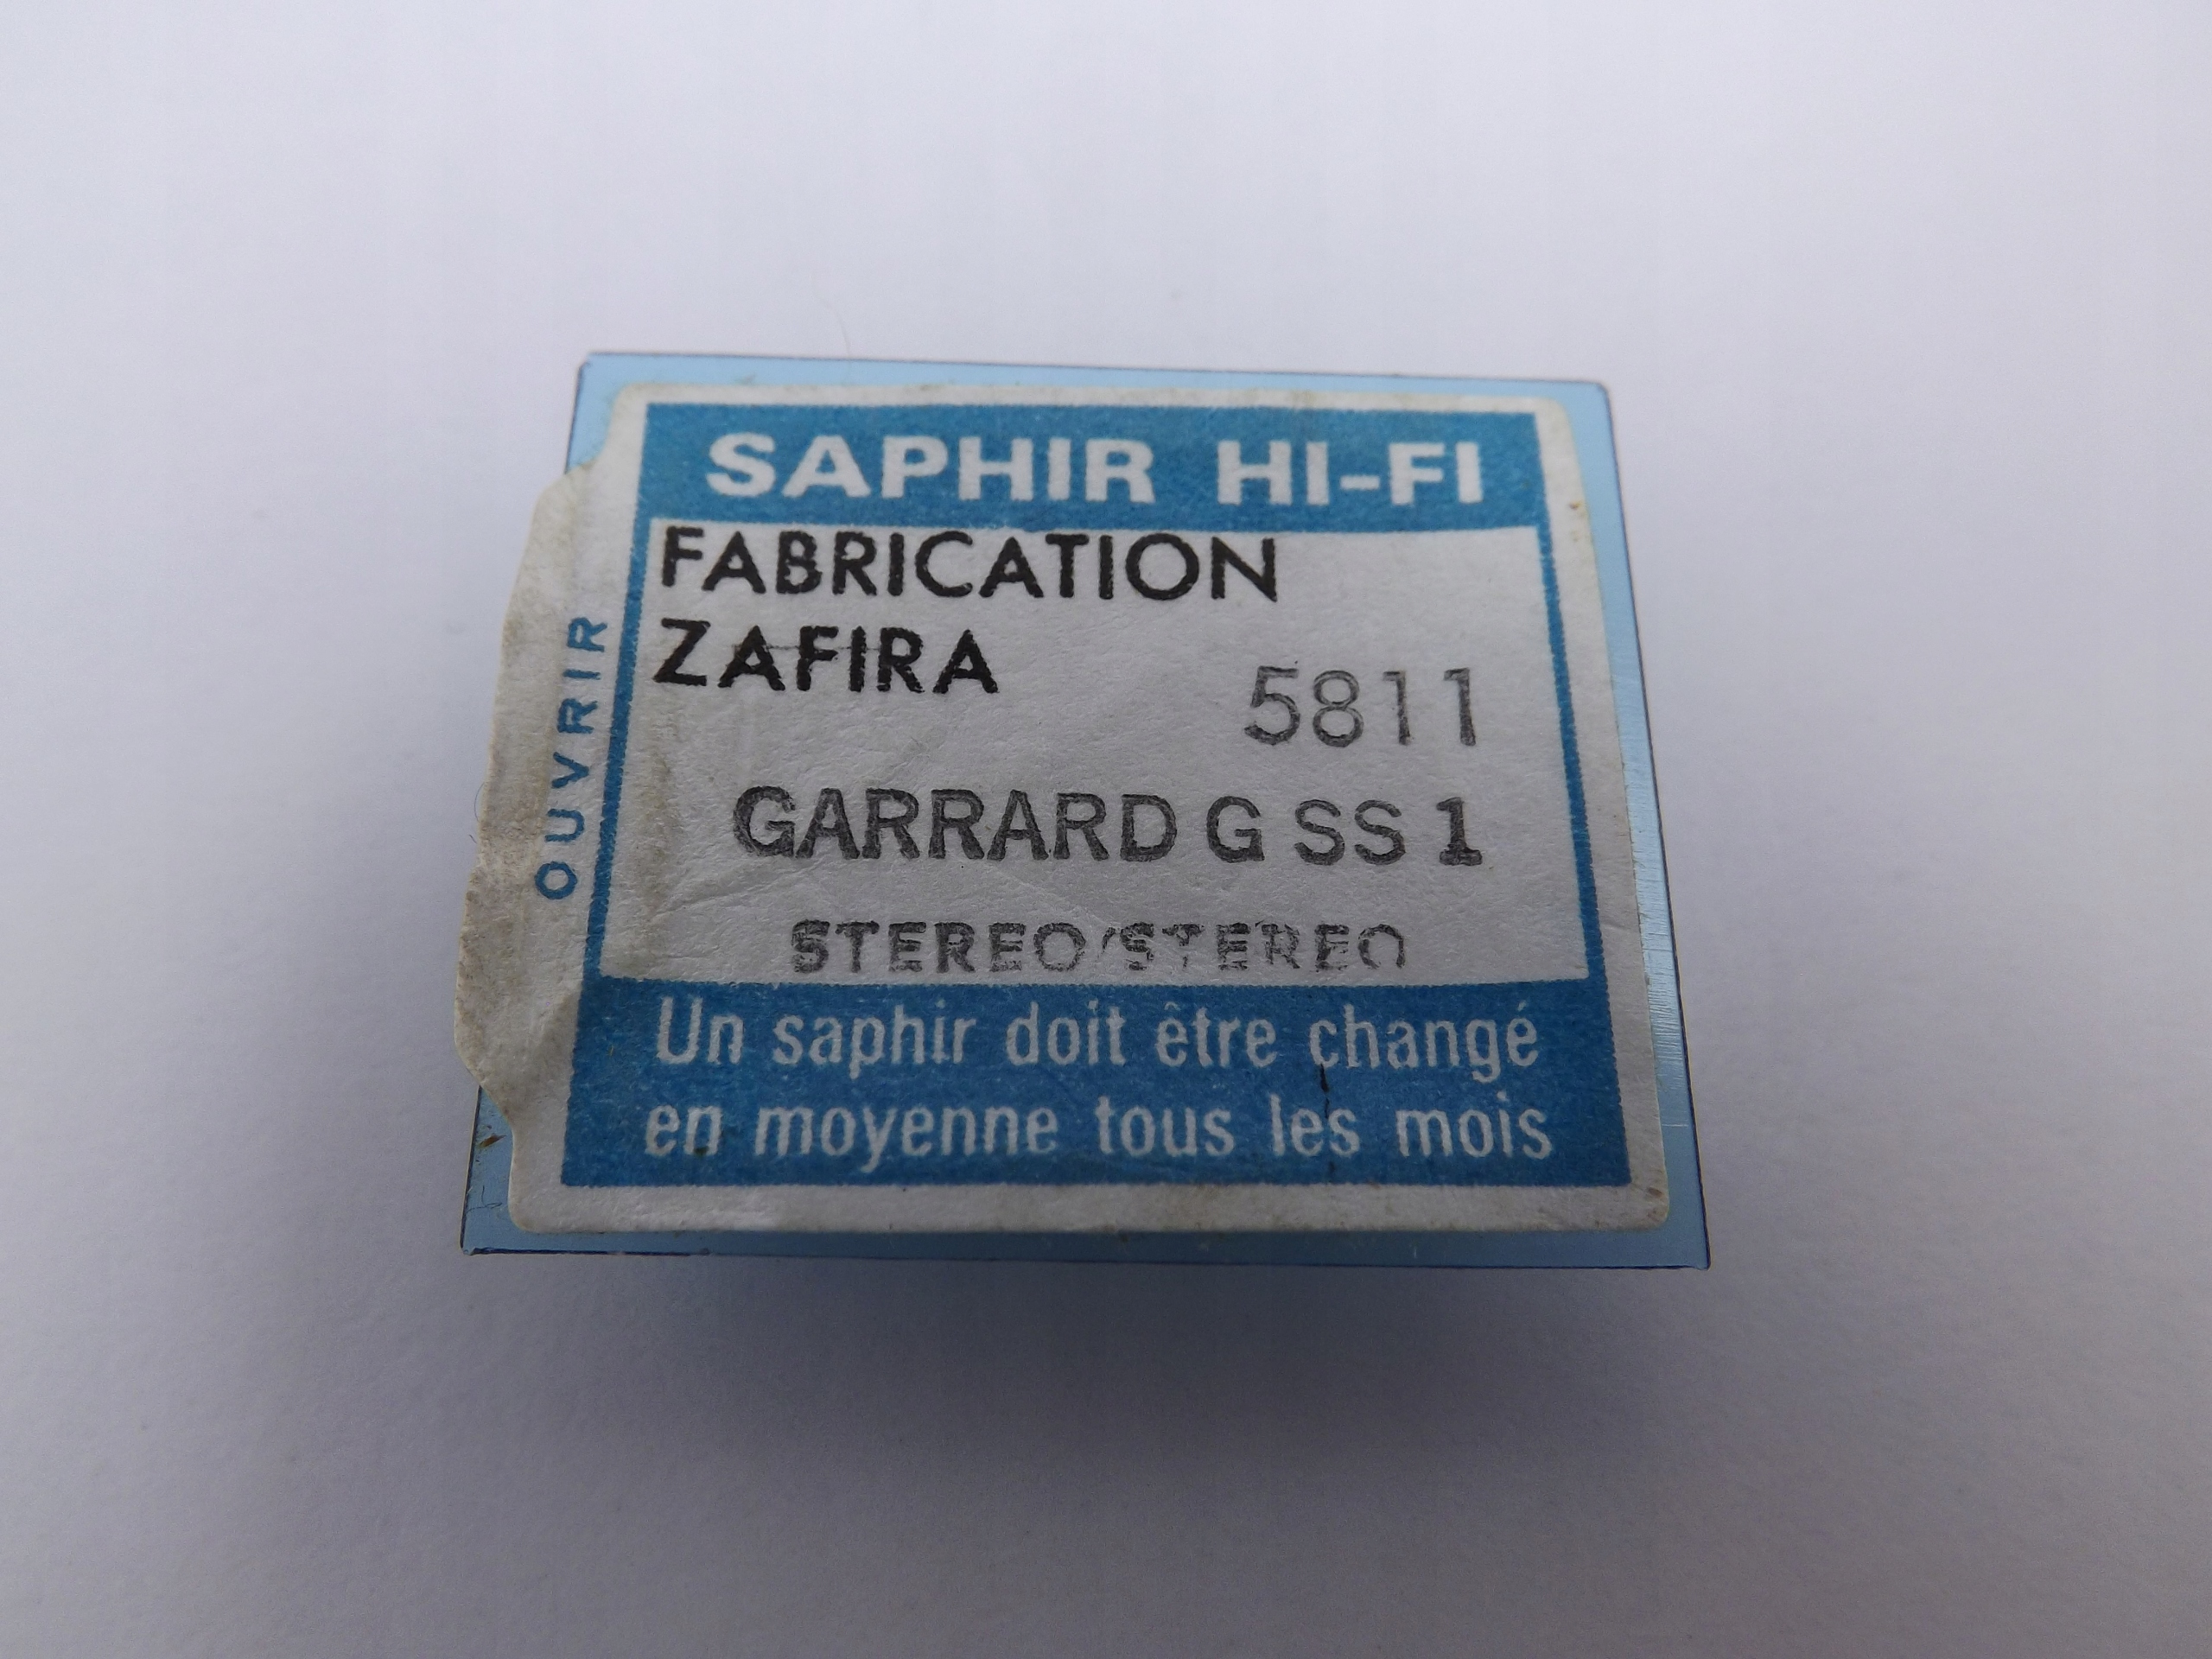 SAPHIR HI-FI
FABRICATION
ZAFIRA
5811
GARRARD G SS 1
STEREO/STEREO
Un saphir doit être changé
en moyenne tous les mois
OUVRIR